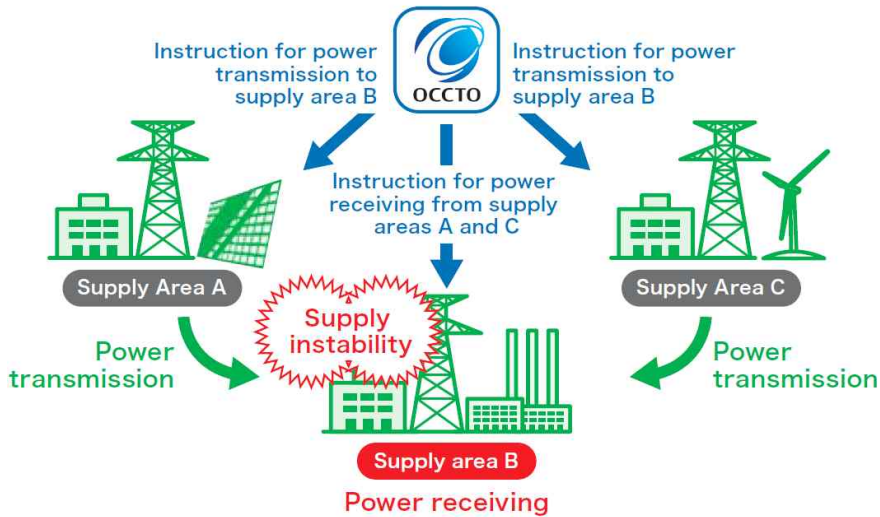 Instruction for power
transmission to
supply area B
OCCTO
Instruction for power
transmission to
supply area B
Instruction for power
receiving from supply
areas A and C
Supply Area A
Supply Area C
Supply
instability
Power
transmission
Power
transmission
Supply area B
Power receiving